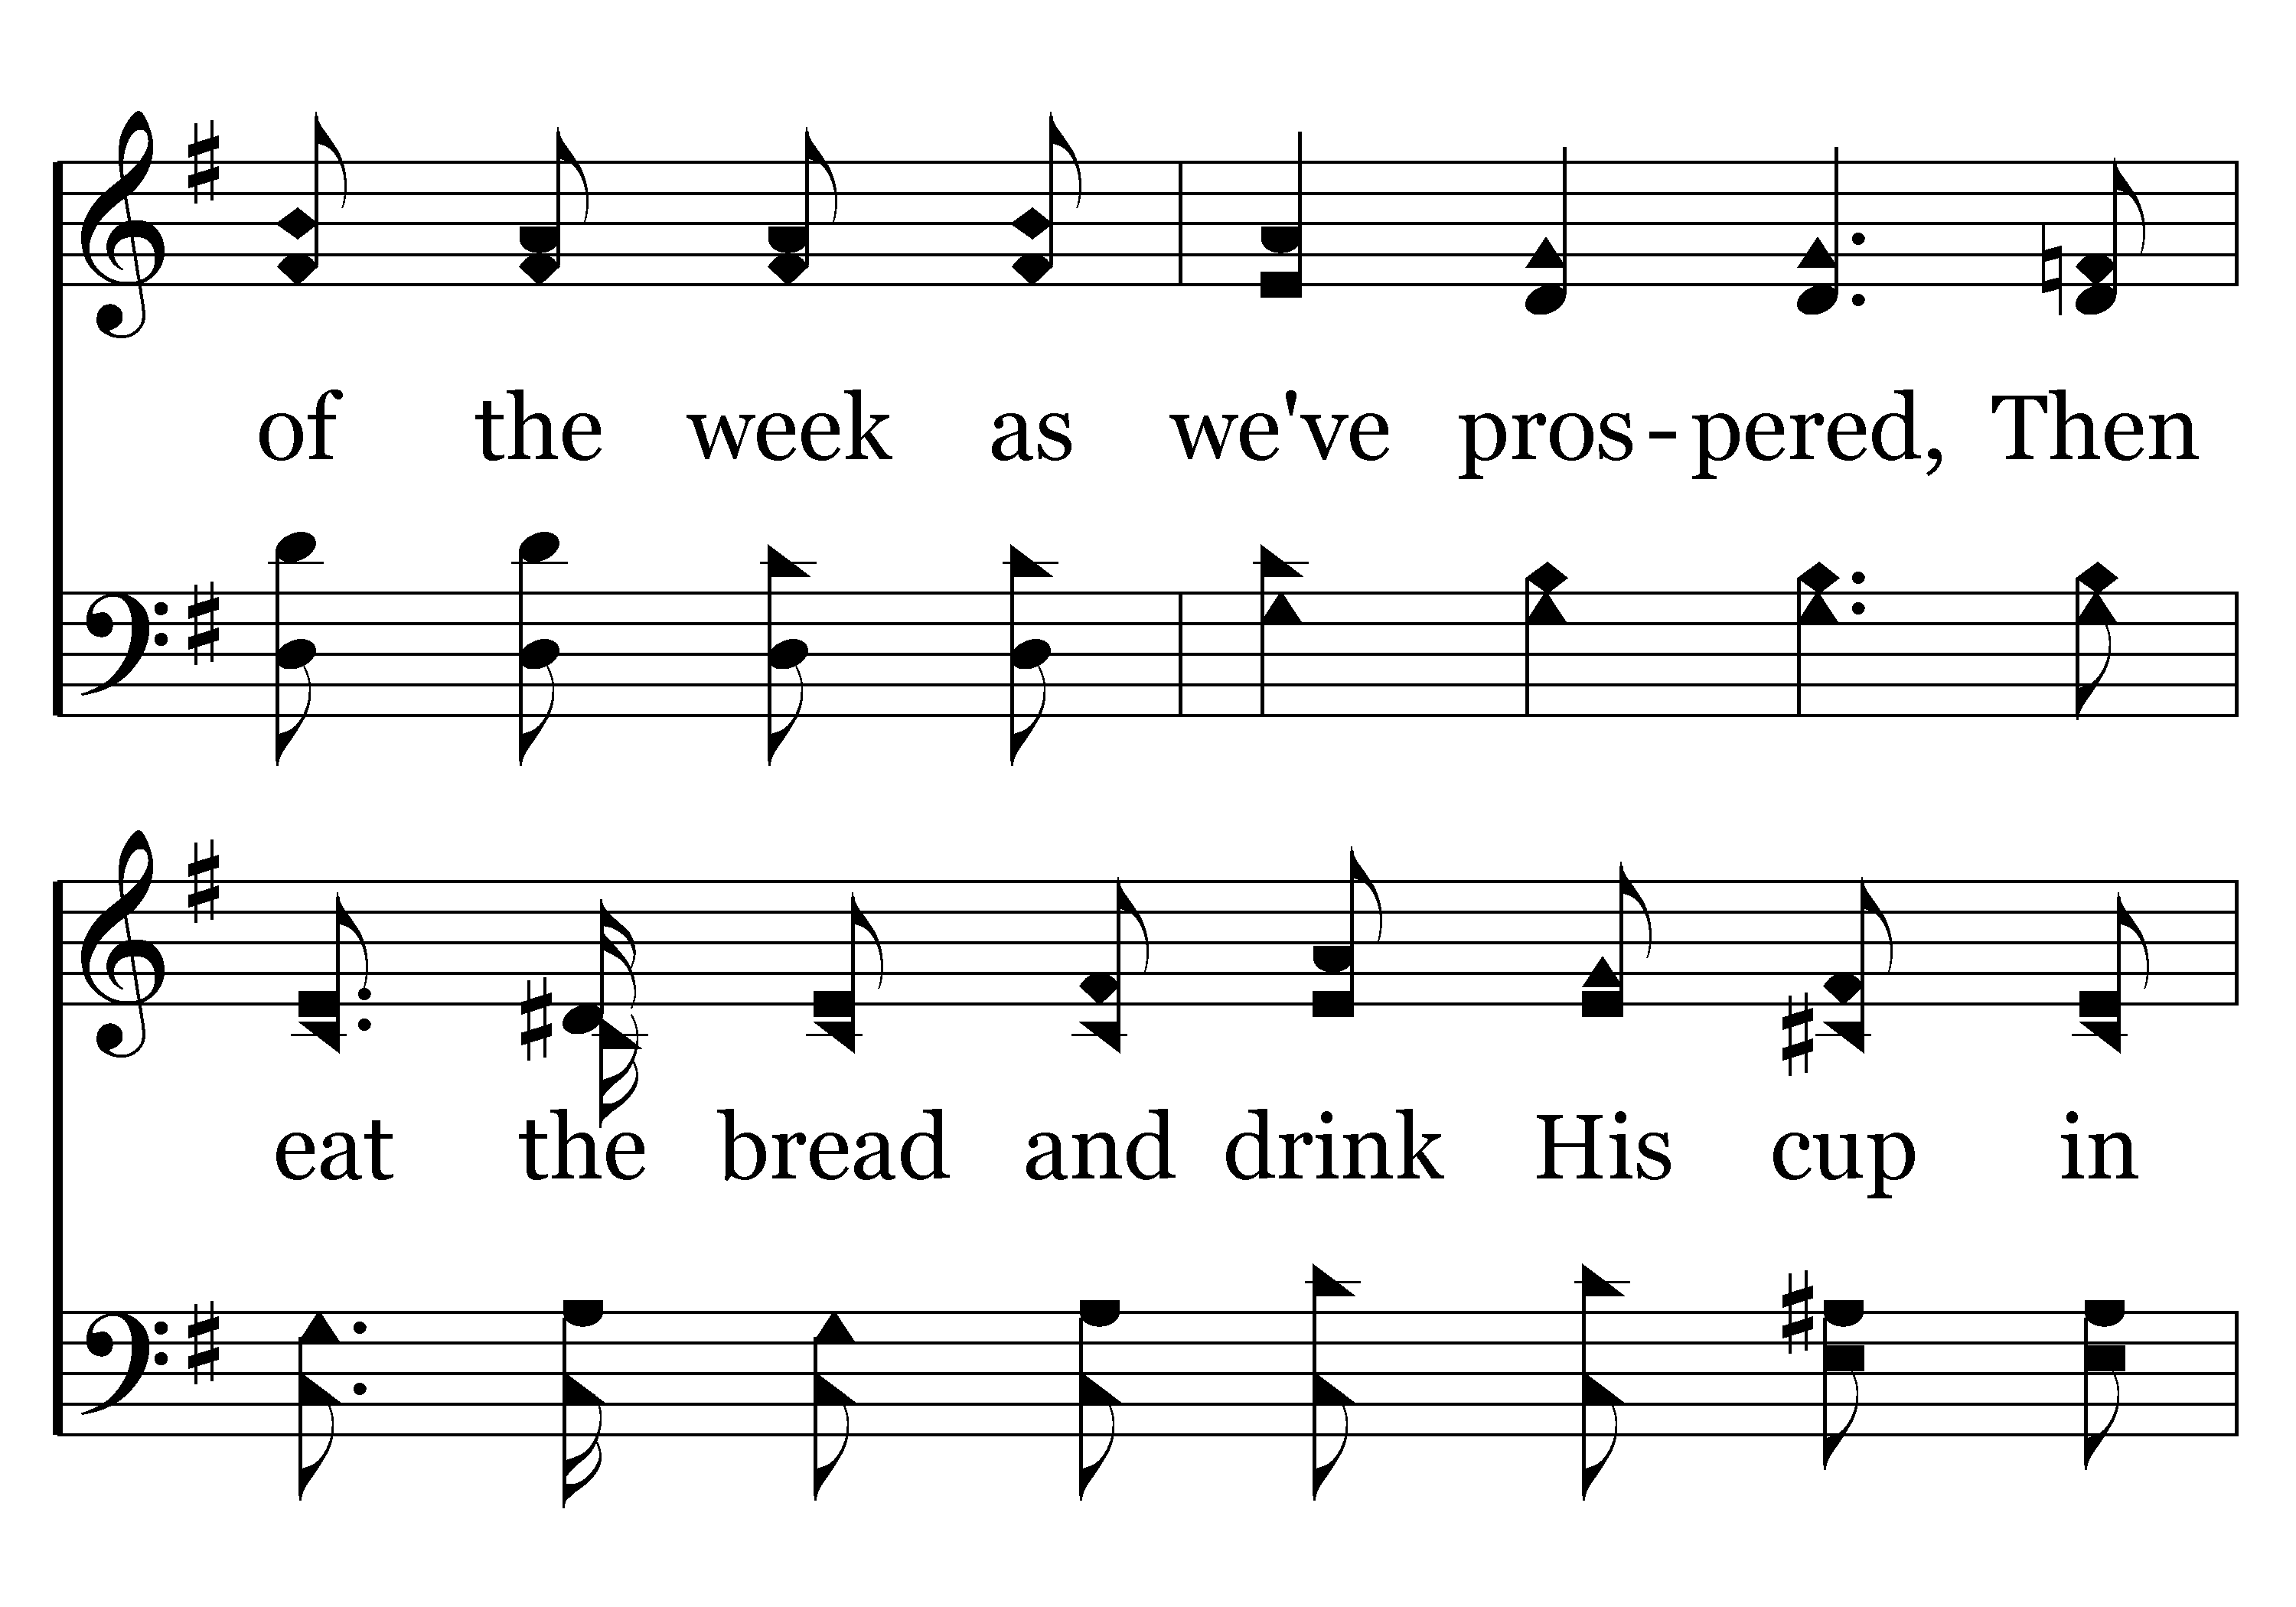 of the week as we've pros-pered, Then
eat the bread and drink His cup in